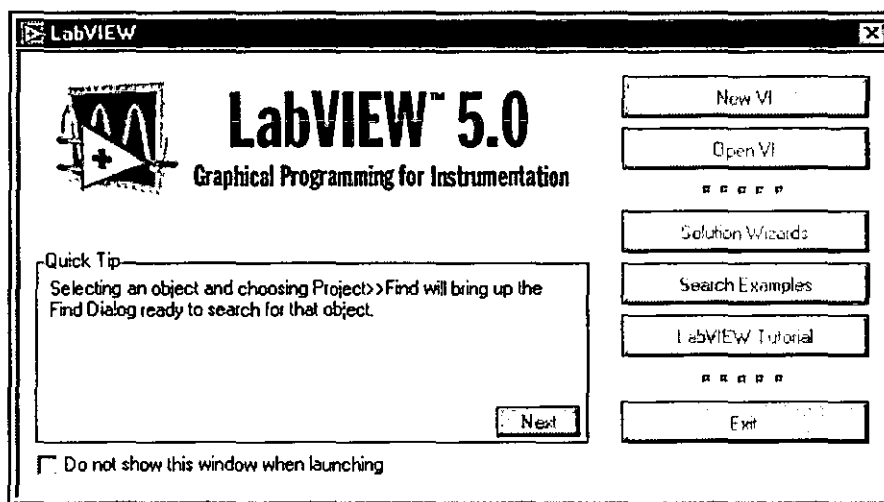 LabVIEW
LabVIEW™ 5.0
Graphical Programming for Instrumentation
Quick Tip
Selecting an object and choosing Project>>Find will bring up the
Find Dialog ready to search for that object.
Next
Do not show this window when launching
New VI
Open VI
Solution Wizards
Search Examples
LabVIEW Tutorial
Exit